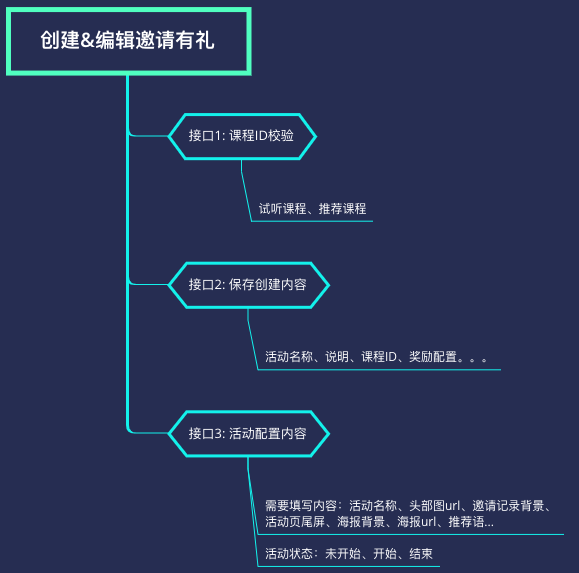 创建&编辑邀请有礼
接口1: 课程ID校验
试听课程、推荐课程
接口2: 保存创建内容
活动名称、说明、课程ID、奖励配置。。。
接口3: 活动配置内容
需要填写内容：活动名称、头部图url、邀请记录背景、
活动页尾屏、海报背景、海报url、推荐语...
活动状态：未开始、开始、结束